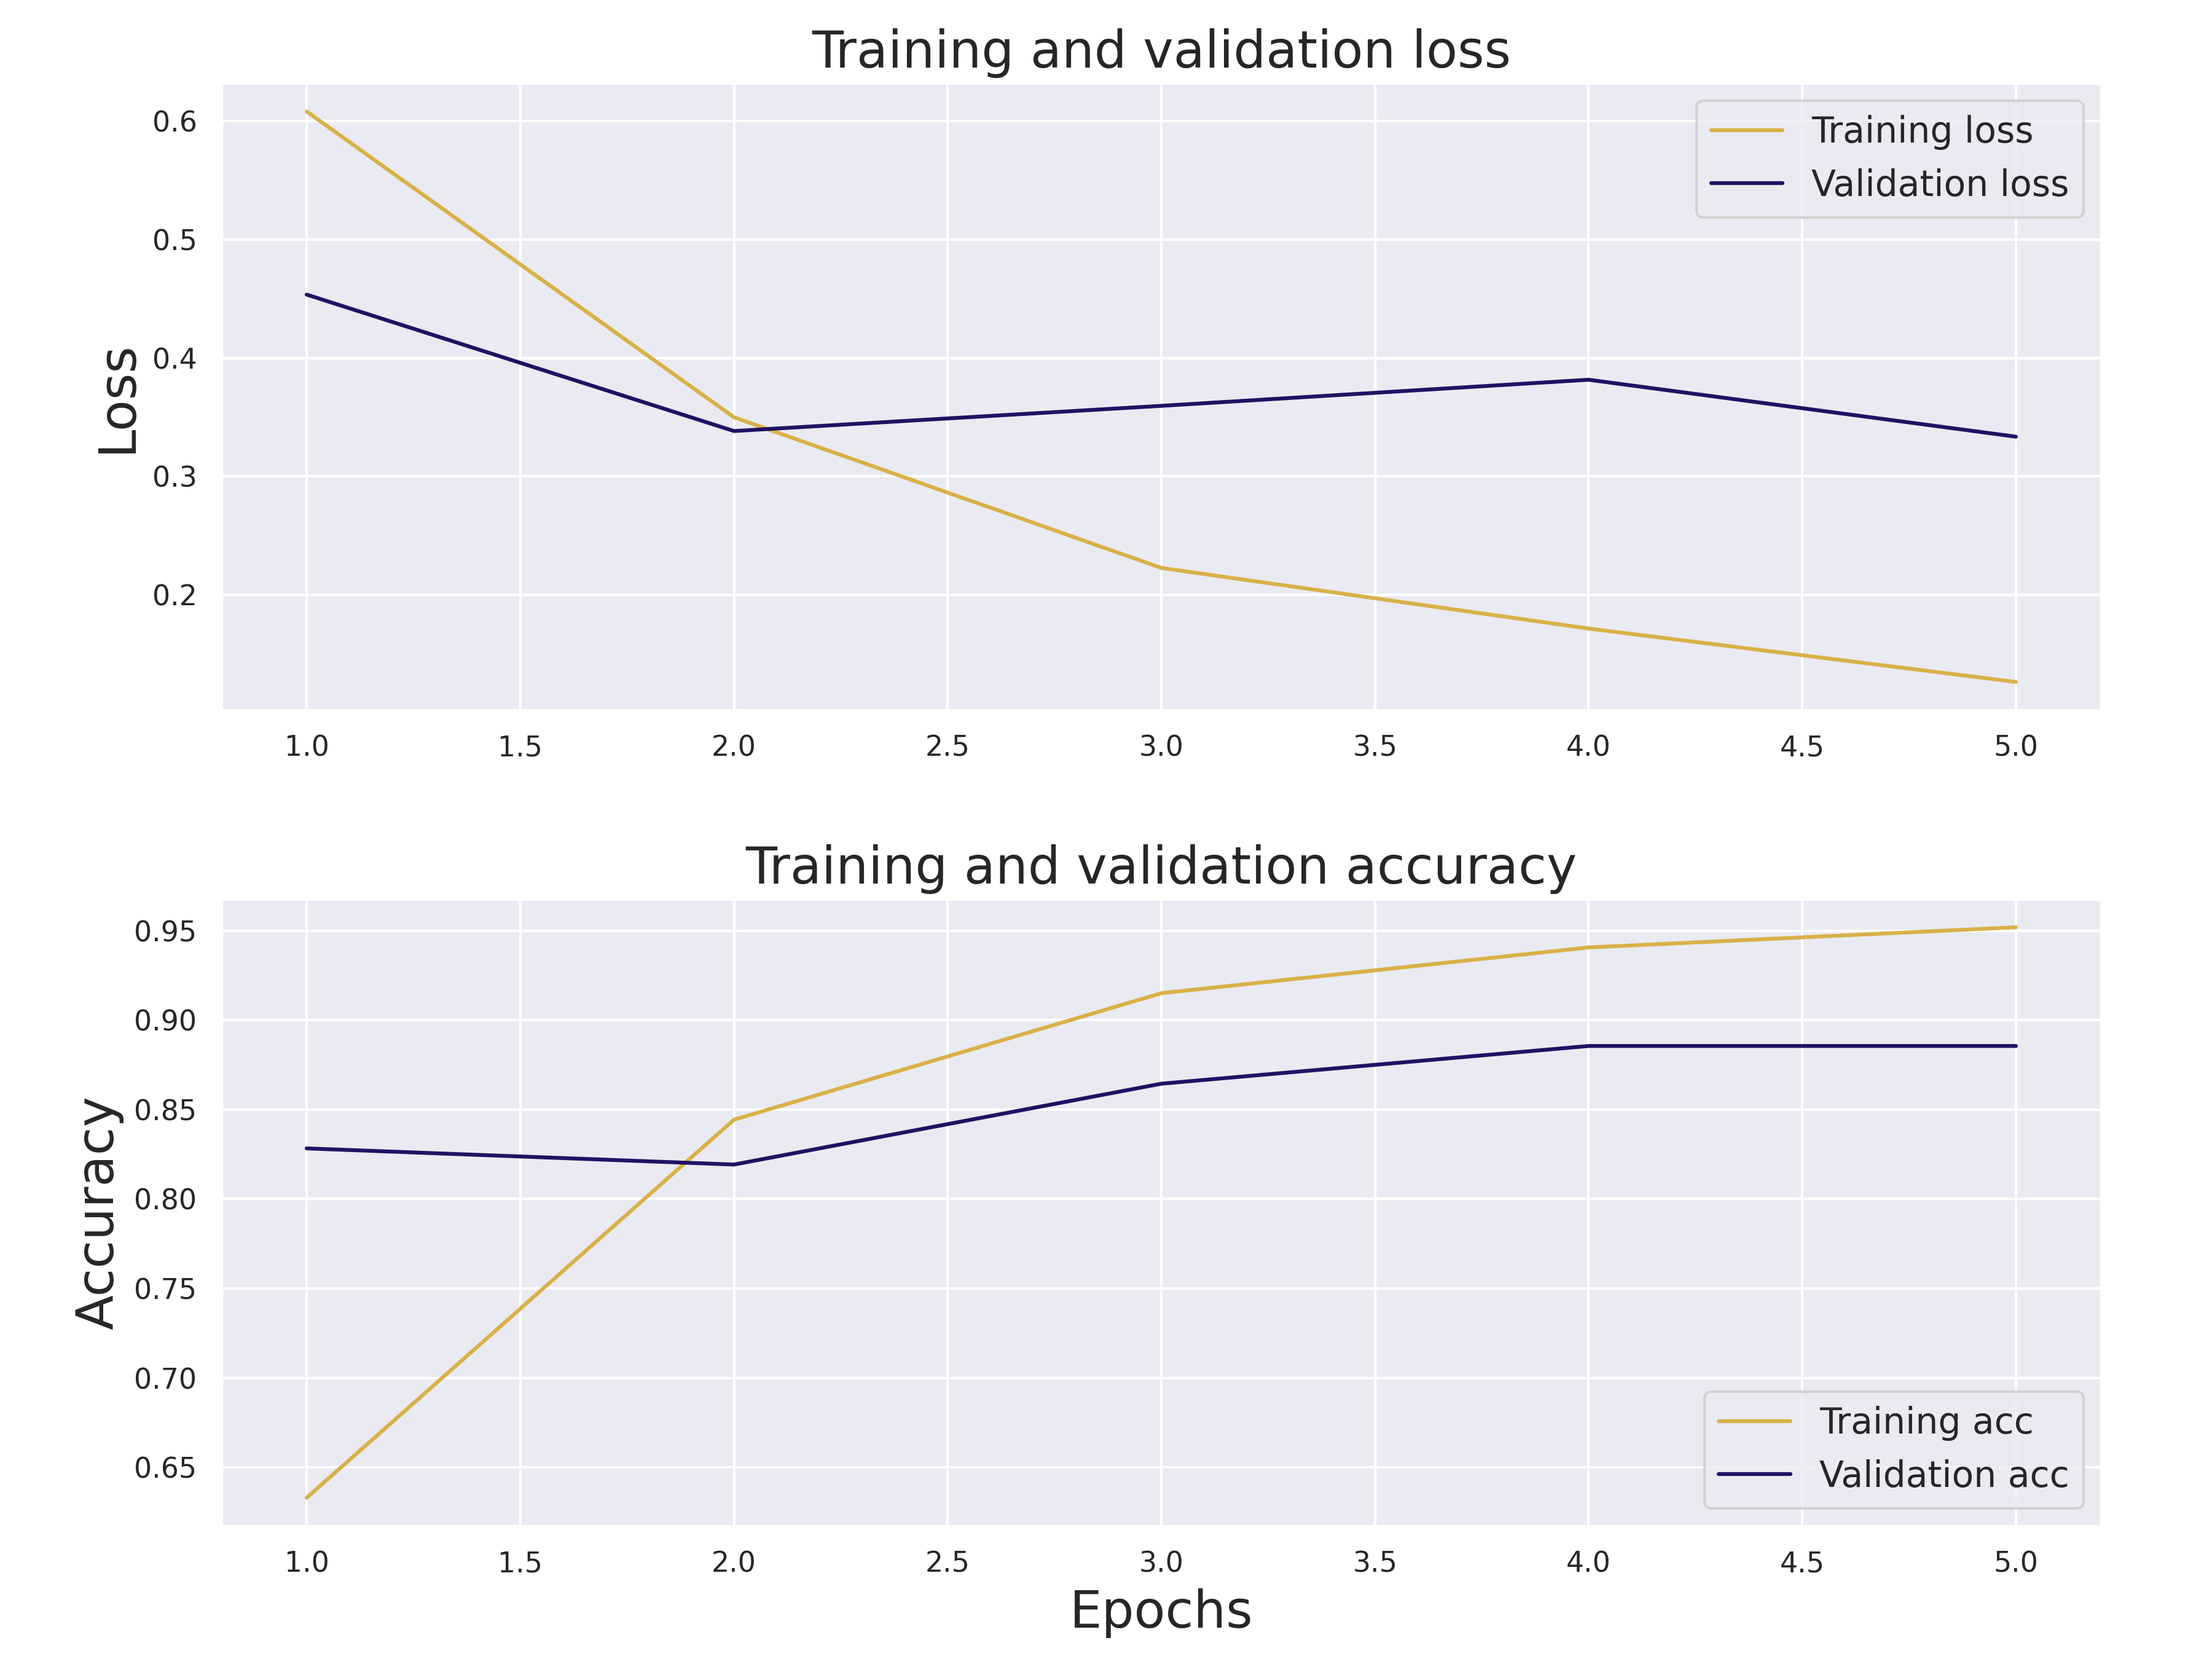 Training and validation loss
Loss
0.6
0.5
0.4
0.3
0.2
Training loss
Validation loss
1.0 1.5 2.0 2.5 3.0 3.5 4.0 4.5 5.0
Training and validation accuracy
Accuracy
0.95
0.90
0.85
0.80
0.75
0.70
0.65
Training acc
Validation acc
1.0 1.5 2.0 2.5 3.0 3.5 4.0 4.5 5.0
Epochs